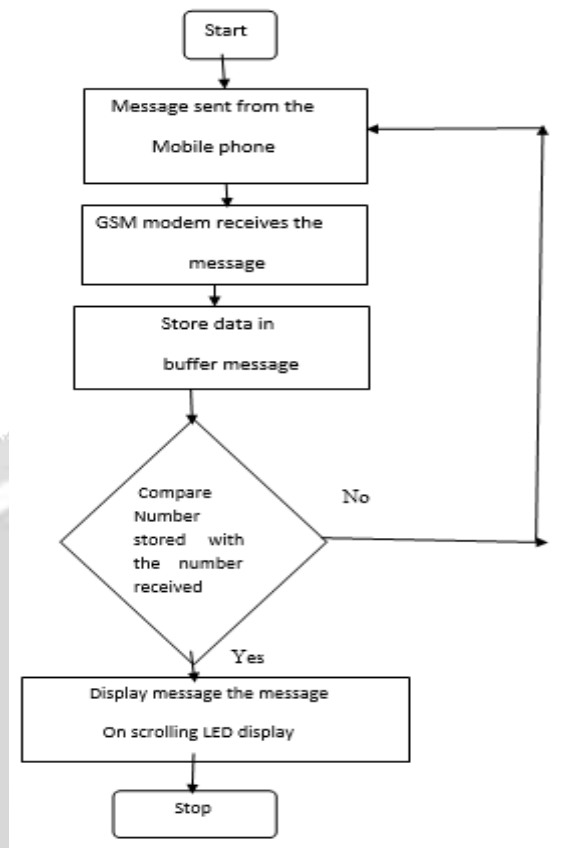 Start
Message sent from the
Mobile phone
GSM modem receives the
message
Store data in
buffer message
Compare
Number
stored with
the number
received
No
Yes
Display message the message
On scrolling LED display
Stop